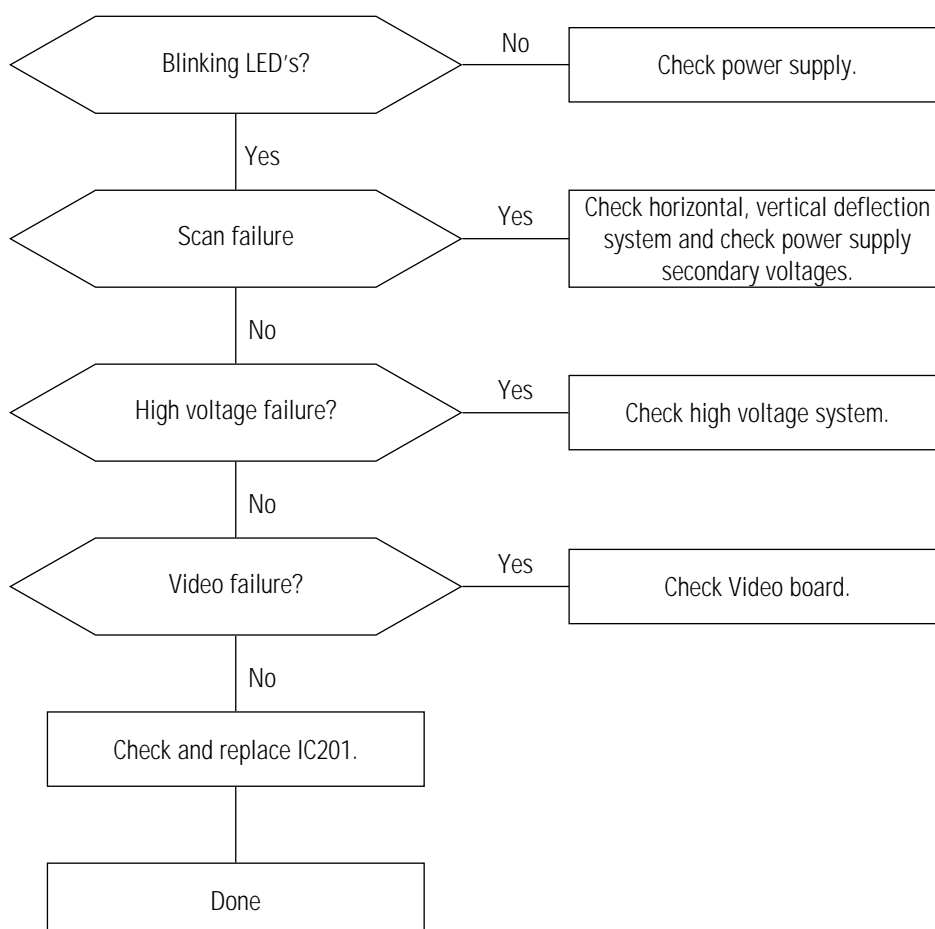 Blinking LED's?
No
Check power supply.
Yes
Scan failure
Yes
Check horizontal, vertical deflection
system and check power supply
secondary voltages.
No
High voltage failure?
Yes
Check high voltage system.
No
Video failure?
Yes
Check Video board.
No
Check and replace IC201.
Done